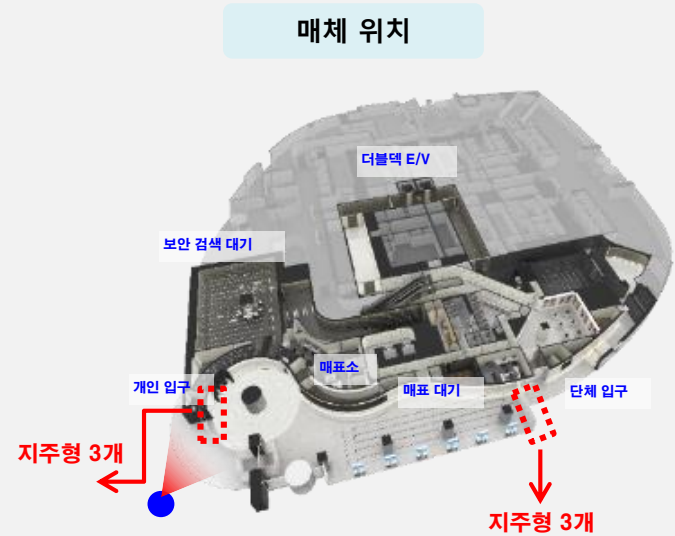 매체 위치
더블덱 E/V
보안 검색 대기
매표소
개인 입구
매표 대기
단체 입구
지주형 3개
지주형 3개